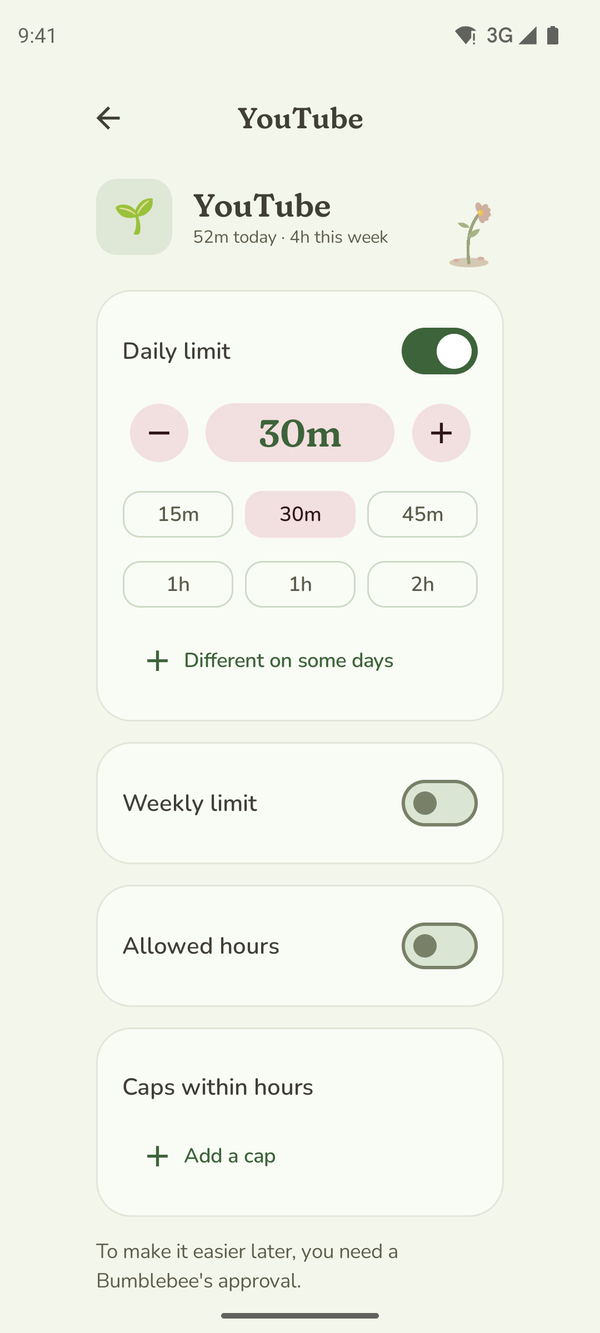 9:41
3G
YouTube
YouTube
52m today · 4h this week
Daily limit
30m
15m
30m
45m
1h
1h
2h
Different on some days
Weekly limit
Allowed hours
Caps within hours
Add a cap
To make it easier later, you need a
Bumblebee's approval.